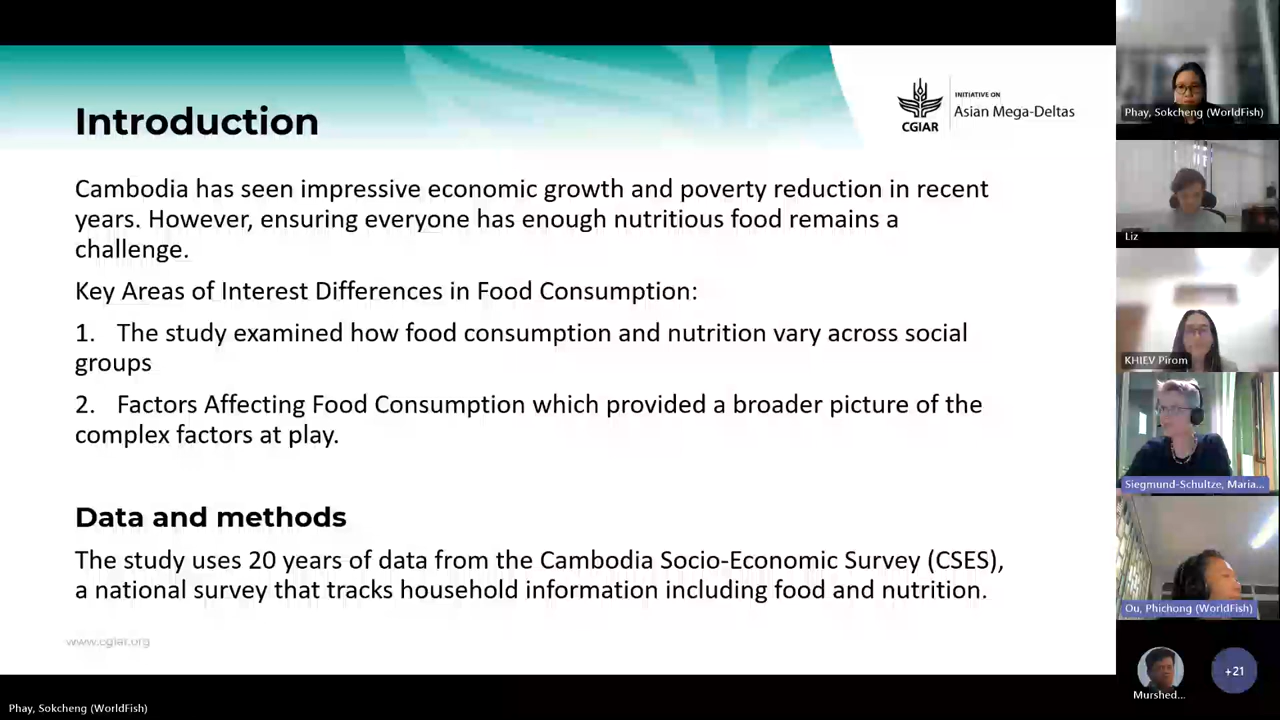 Introduction
CGIAR
INITIATIVE ON
Asian Mega-Deltas
Cambodia has seen impressive economic growth and poverty reduction in recent
years. However, ensuring everyone has enough nutritious food remains a
challenge.
Key Areas of Interest Differences in Food Consumption:
1. The study examined how food consumption and nutrition vary across social
groups
2. Factors Affecting Food Consumption which provided a broader picture of the
complex factors at play.
Data and methods
The study uses 20 years of data from the Cambodia Socio-Economic Survey (CSES),
a national survey that tracks household information including food and nutrition.
www.cgiar.org
Phay, Sokcheng (WorldFish)
Phay, Sokcheng (WorldFish)
Liz
KHIEV Pirom
Siegmund-Schultze, Maria...
Ou, Phichong (WorldFish)
Murshed...
+21